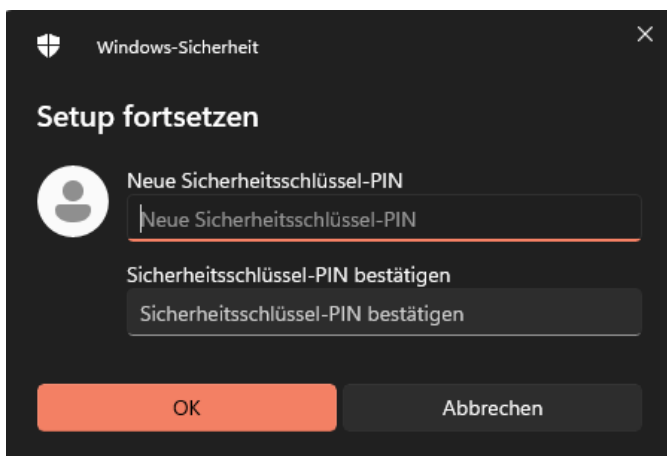 Windows-Sicherheit
Setup fortsetzen
Neue Sicherheitsschlüssel-PIN
Neue Sicherheitsschlüssel-PIN
Sicherheitsschlüssel-PIN bestätigen
Sicherheitsschlüssel-PIN bestätigen
OK
Abbrechen